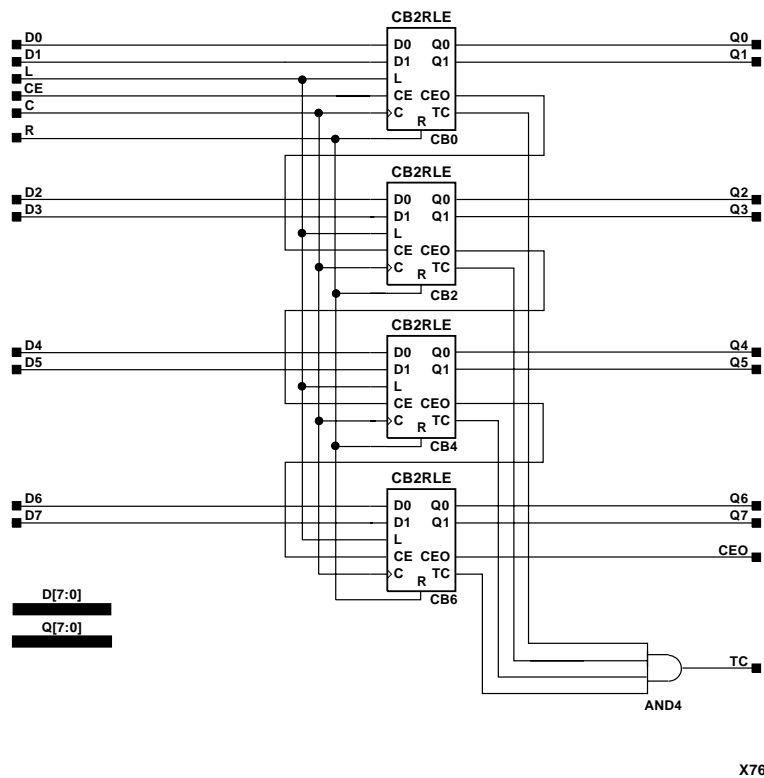 CB2RLE
D0 D0 Q0 Q0
D1 D1 Q1 Q1
L L
CE CE CEO
C C TC
R R
CB0
CB2RLE
D2 D0 Q0 Q2
D3 D1 Q1 Q3
L
CE CEO
C TC
R
CB2
CB2RLE
D4 D0 Q0 Q4
D5 D1 Q1 Q5
L
CE CEO
C TC
R
CB4
CB2RLE
D6 D0 Q0 Q6
D7 D1 Q1 Q7
L
CE CEO CEO
C TC
R
CB6
D[7:0]
Q[7:0]
TC
AND4
X76